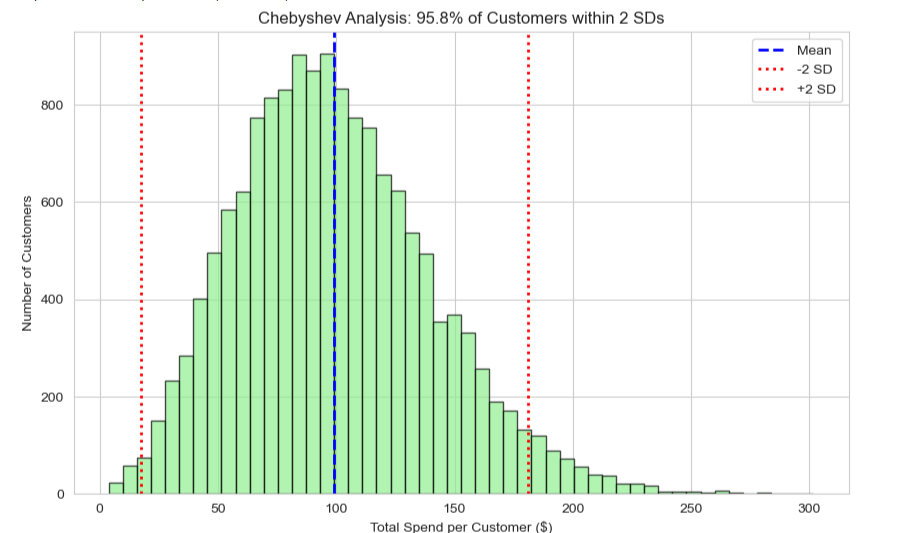 Chebyshev Analysis: 95.8% of Customers within 2 SDs
Mean
-2 SD
+2 SD
800
600
400
200
0
Number of Customers
0 50 100 150 200 250 300
Total Spend per Customer ($)